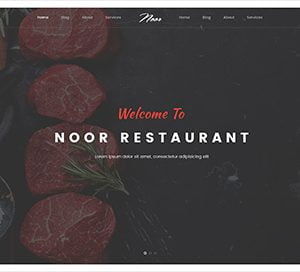 Home Blog About Services Noor Home Blog About Services
Welcome To
NOOR RESTAURANT
Lorem ipsum dolor sit amet, consectetur adipisicing elit